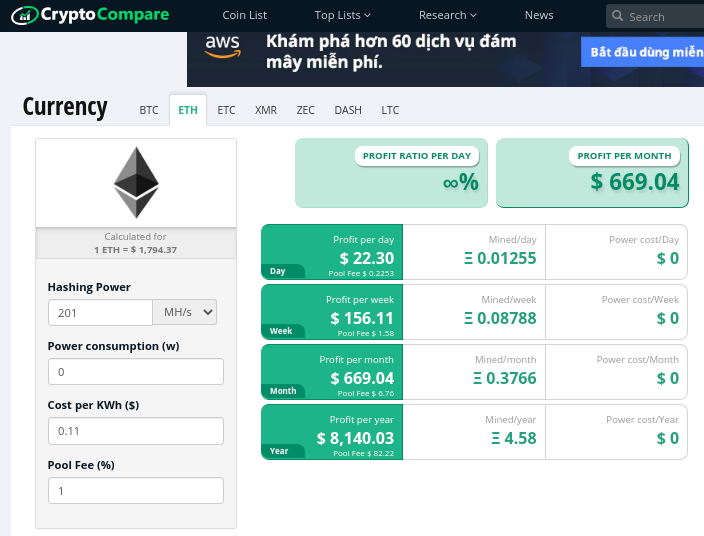 CryptoCompare
Coin List
Top Lists
Research
News
Search
aws
Khám phá hơn 60 dịch vụ đám
mây miễn phí.
Bắt đầu dùng miễn
Currency
BTC
ETH
ETC
XMR
ZEC
DASH
LTC
Calculated for
1 ETH = $ 1,794.37
Hashing Power
201
MH/s
Power consumption (w)
0
Cost per KWh ($)
0.11
Pool Fee (%)
1
PROFIT RATIO PER DAY
∞%
PROFIT PER MONTH
$ 669.04
Profit per day
$ 22.30
Pool Fee $ 0.2253
Day
Mined/day
Ξ 0.01255
Power cost/Day
$ 0
Profit per week
$ 156.11
Pool Fee $ 1.58
Week
Mined/week
Ξ 0.08788
Power cost/Week
$ 0
Profit per month
$ 669.04
Pool Fee $ 6.76
Month
Mined/month
Ξ 0.3766
Power cost/Month
$ 0
Profit per year
$ 8,140.03
Pool Fee $ 82.22
Year
Mined/year
Ξ 4.58
Power cost/Year
$ 0